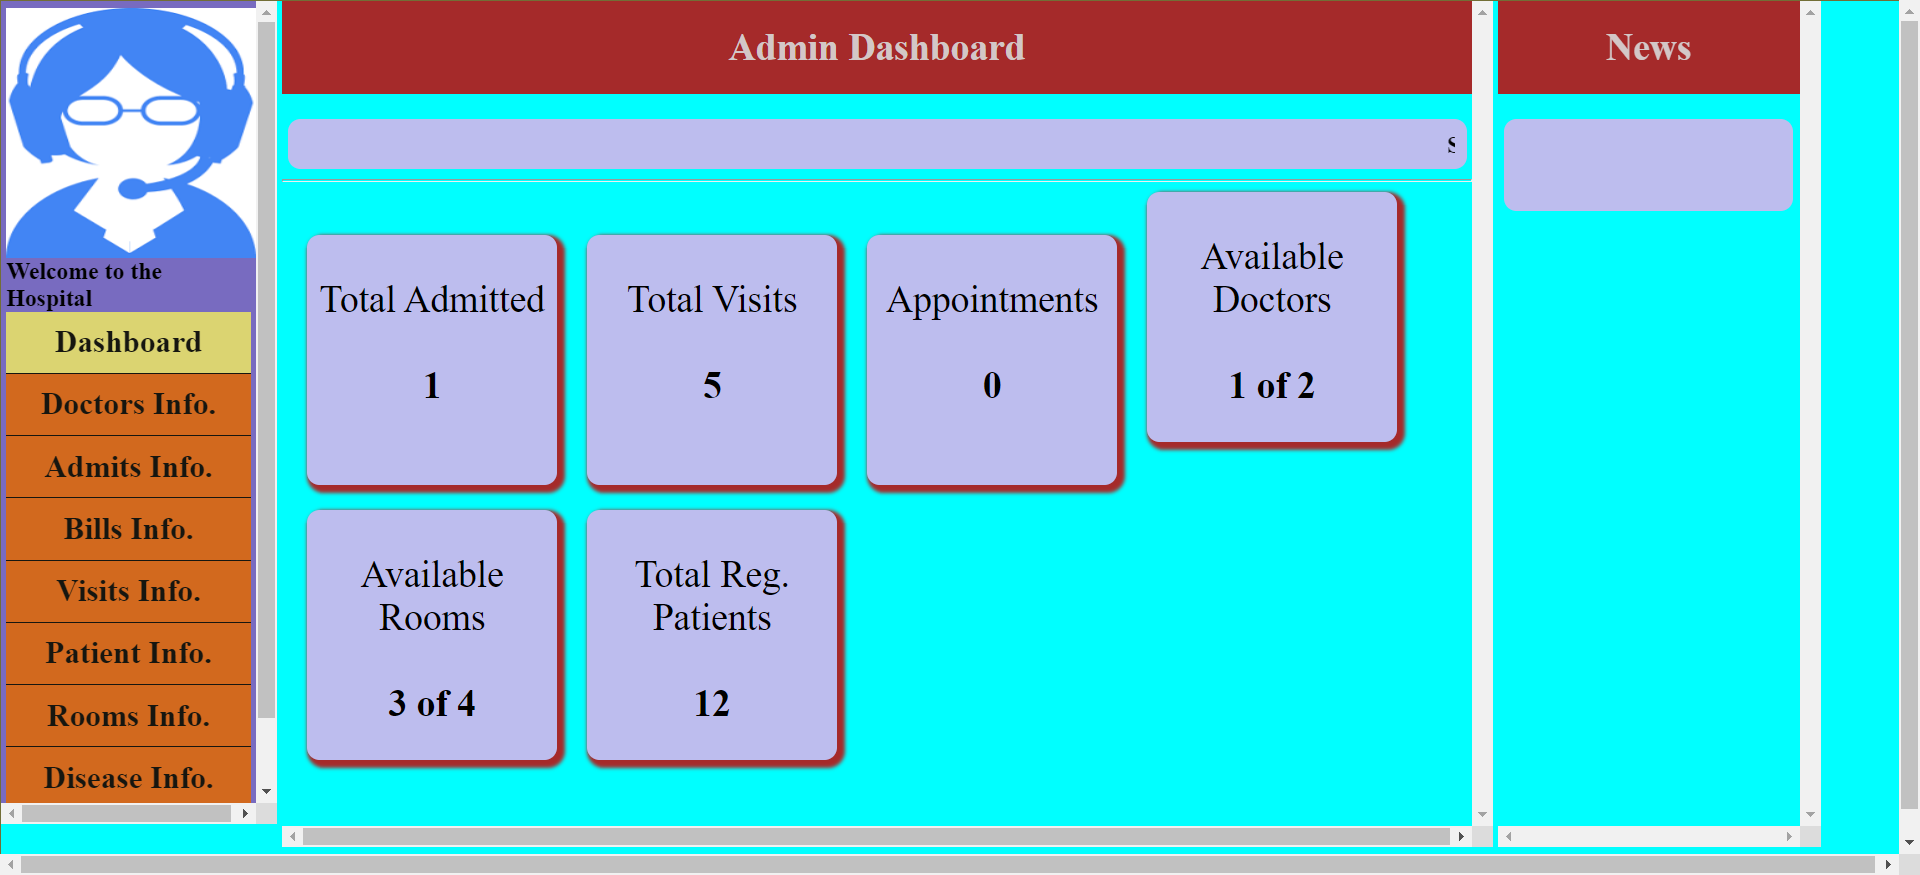 Admin Dashboard
News
Welcome to the
Hospital
Dashboard
Doctors Info.
Admits Info.
Bills Info.
Visits Info.
Patient Info.
Rooms Info.
Disease Info.
Total Admitted
1
Total Visits
5
Appointments
0
Available
Doctors
1 of 2
Available
Rooms
3 of 4
Total Reg.
Patients
12